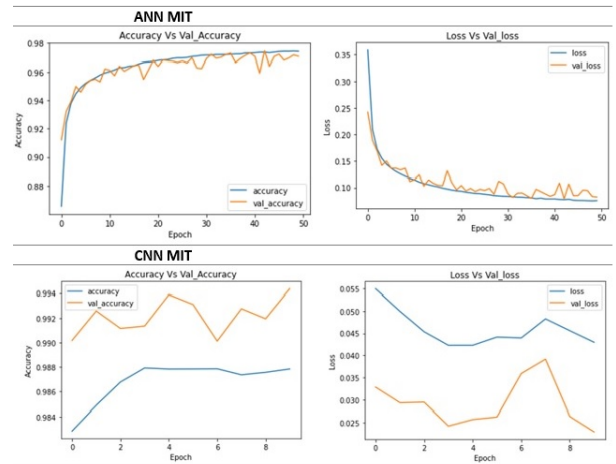 ANN MIT
Accuracy Vs Val_Accuracy
0.98
0.96
0.94
0.92
0.90
0.88
Accuracy
accuracy
val_accuracy
0 10 20 30 40 50
Epoch
Loss Vs Val_loss
0.35
0.30
0.25
0.20
0.15
0.10
Loss
loss
val_loss
0 10 20 30 40 50
Epoch
CNN MIT
Accuracy Vs Val_Accuracy
0.994
0.992
0.990
0.988
0.986
0.984
Accuracy
accuracy
val_accuracy
0 2 4 6 8
Epoch
Loss Vs Val_loss
0.055
0.050
0.045
0.040
0.035
0.030
0.025
Loss
loss
val_loss
0 2 4 6 8
Epoch